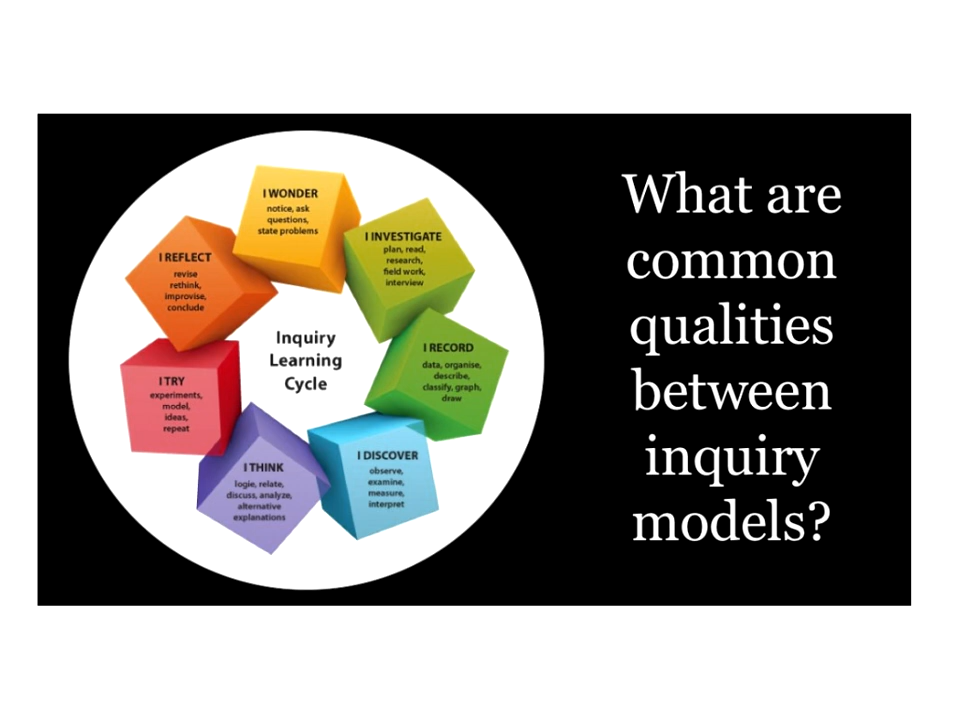 I WONDER
notice, ask
questions,
state problems
I INVESTIGATE
plan, read,
research,
field work,
interview
I RECORD
data, organise,
describe,
classify, graph,
draw
I DISCOVER
observe,
examine,
measure,
interpret
I THINK
logie, relate,
discuss, analyze,
alternative
explanations
I TRY
experiments,
model,
ideas,
repeat
I REFLECT
revise
rethink,
improvise,
conclude
Inquiry
Learning
Cycle
What are
common
qualities
between
inquiry
models?